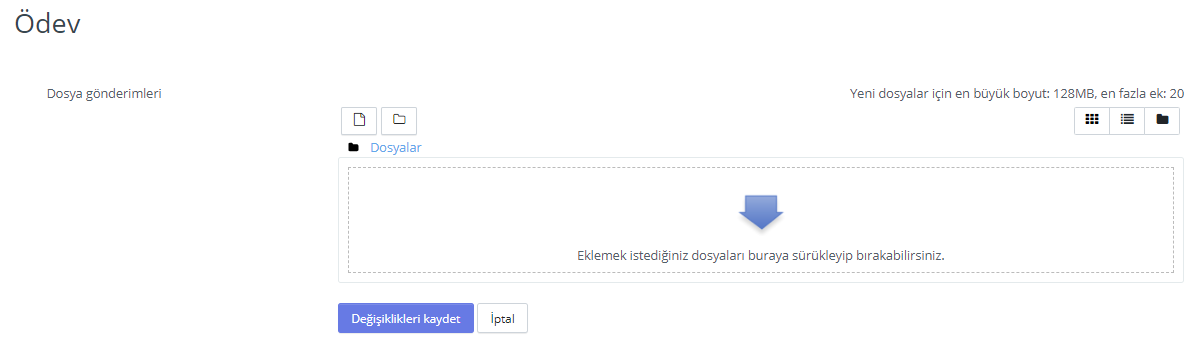 Ödev
Dosya gönderimleri
Yeni dosyalar için en büyük boyut: 128MB, en fazla ek: 20
Dosyalar
Eklemek istediğiniz dosyaları buraya sürükleyip bırakabilirsiniz.
Değişiklikleri kaydet
İptal